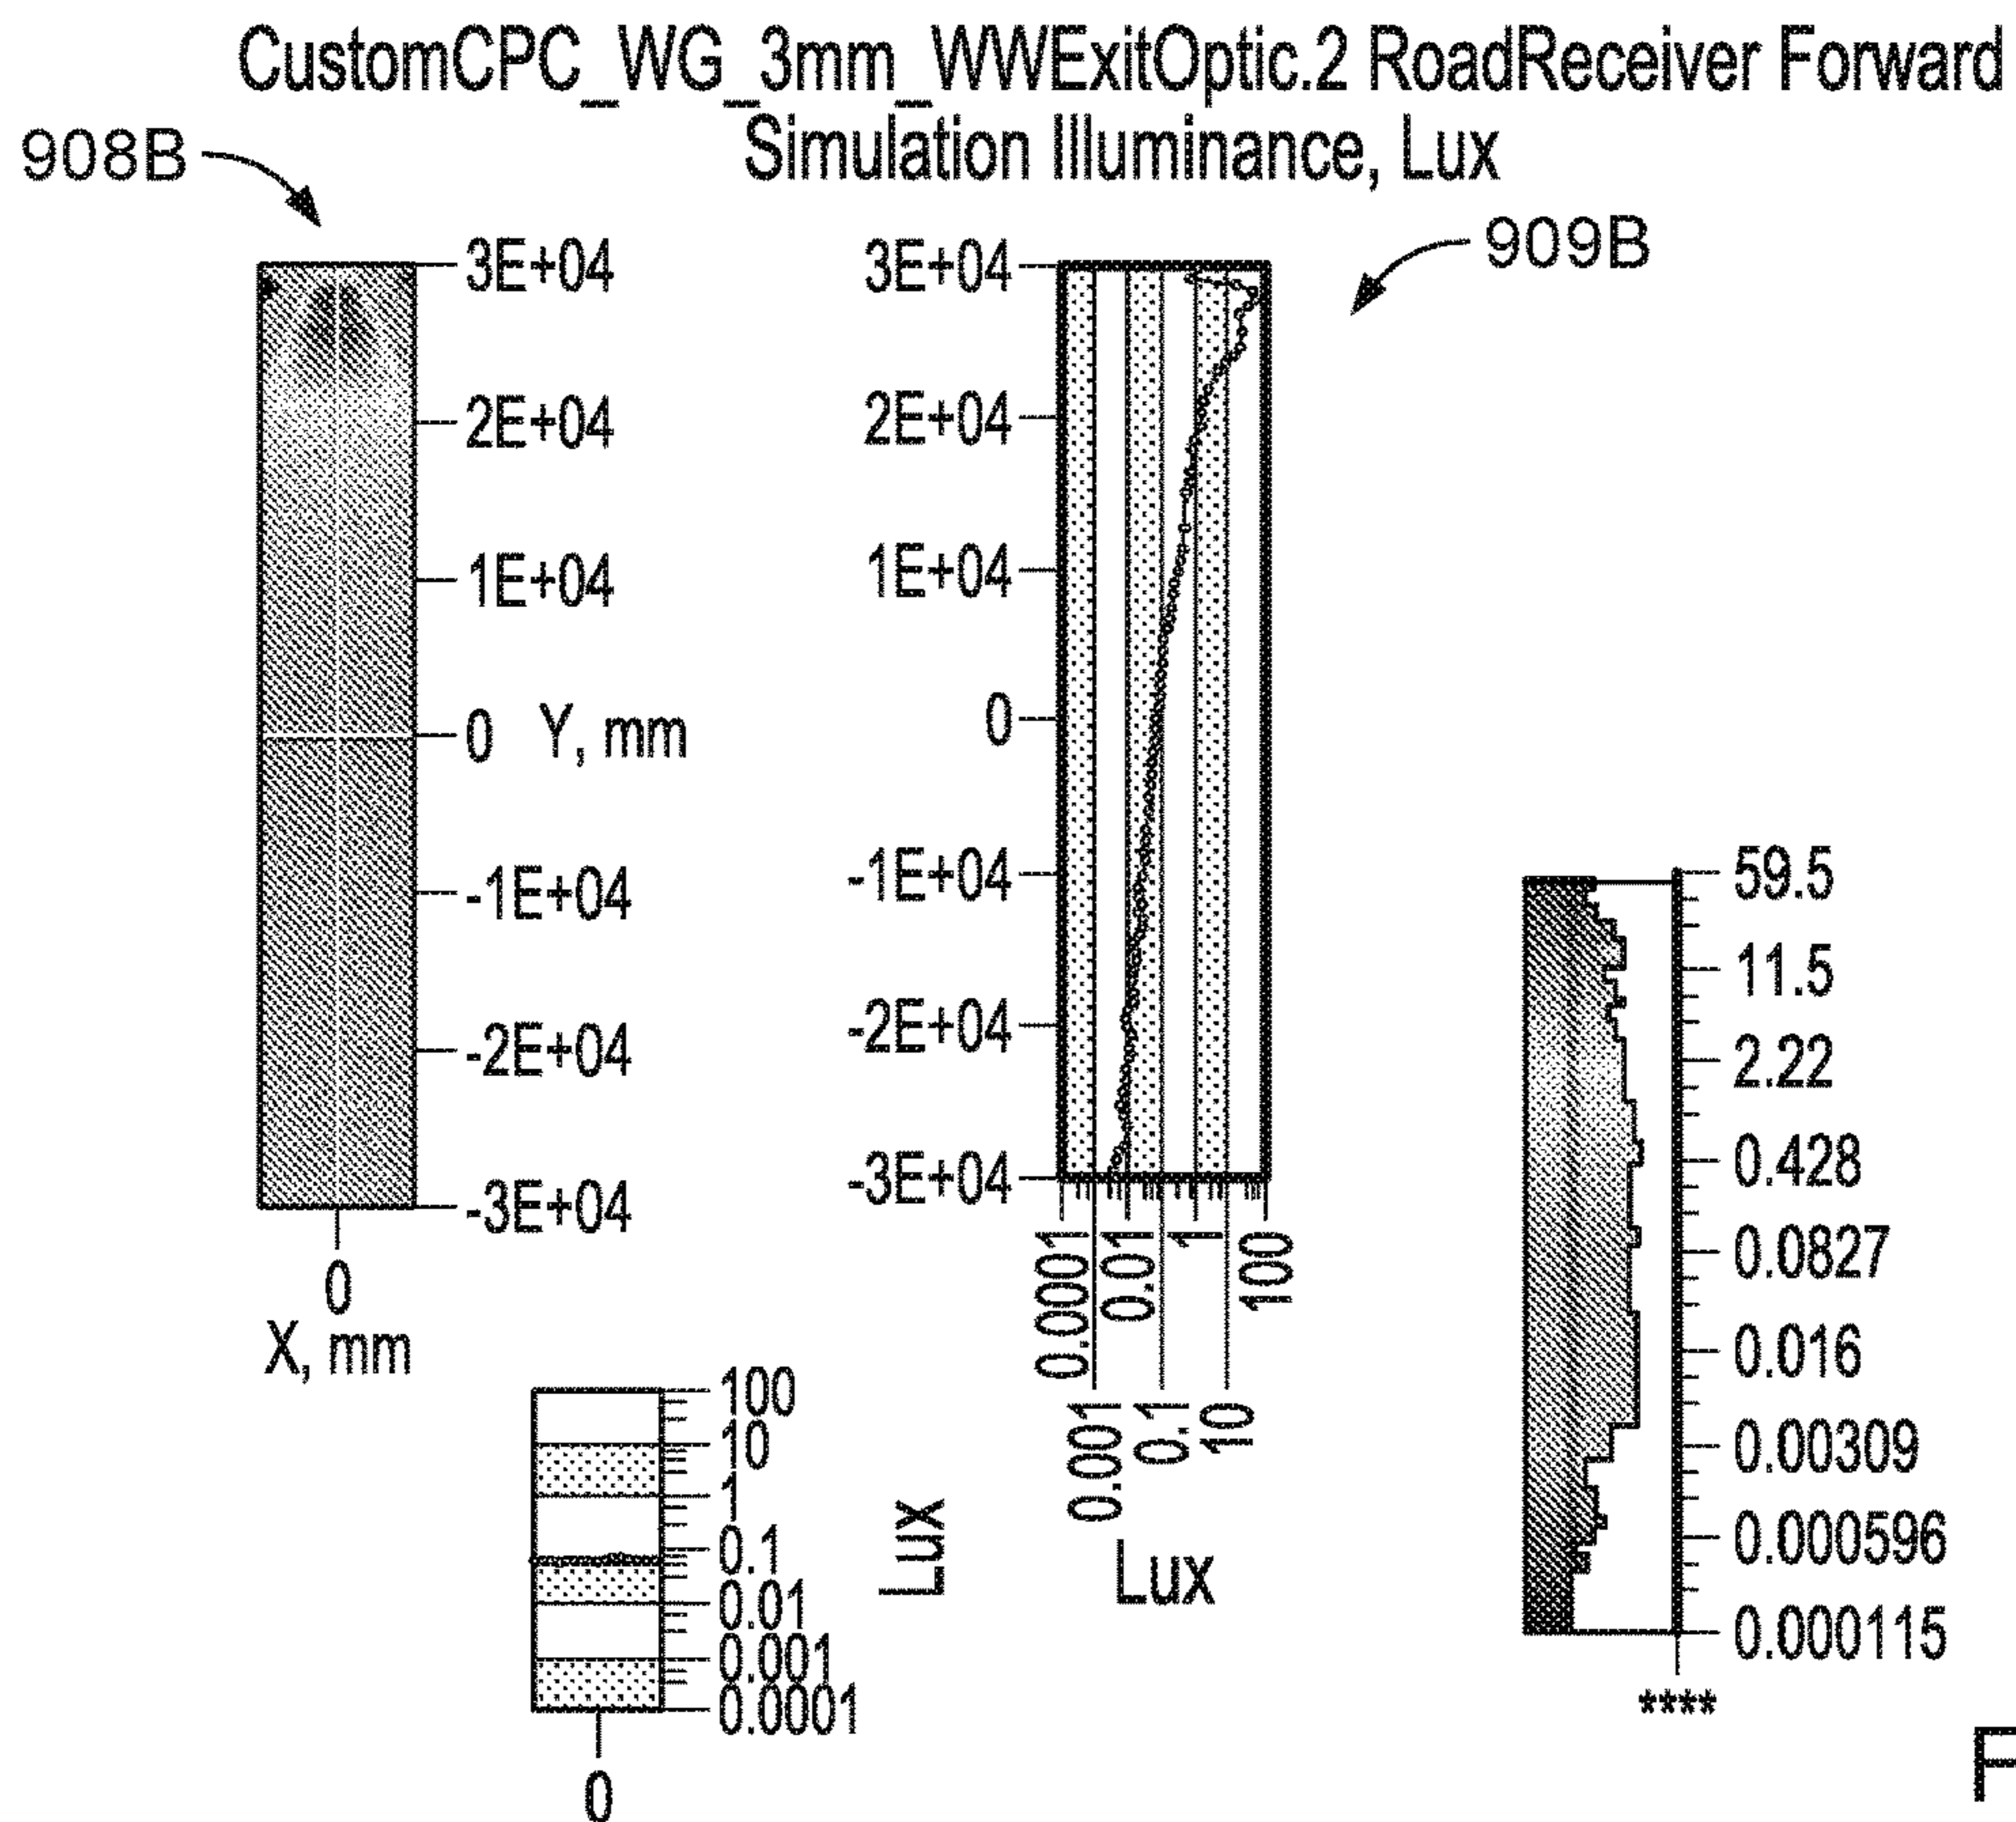 CustomCPC_WG_3mm_WWExitOptic.2 RoadReceiver Forward
Simulation Illuminance, Lux
908B
909B
3E+04
2E+04
1E+04
0 Y, mm
-1E+04
-2E+04
-3E+04
0
X, mm
3E+04
2E+04
1E+04
0
-1E+04
-2E+04
-3E+04
0.0001
0.001
0.01
0.1
1
10
100
Lux
100
10
1
0.1
0.01
0.001
0.0001
Lux
0
59.5
11.5
2.22
0.428
0.0827
0.016
0.00309
0.000596
0.000115
****
F